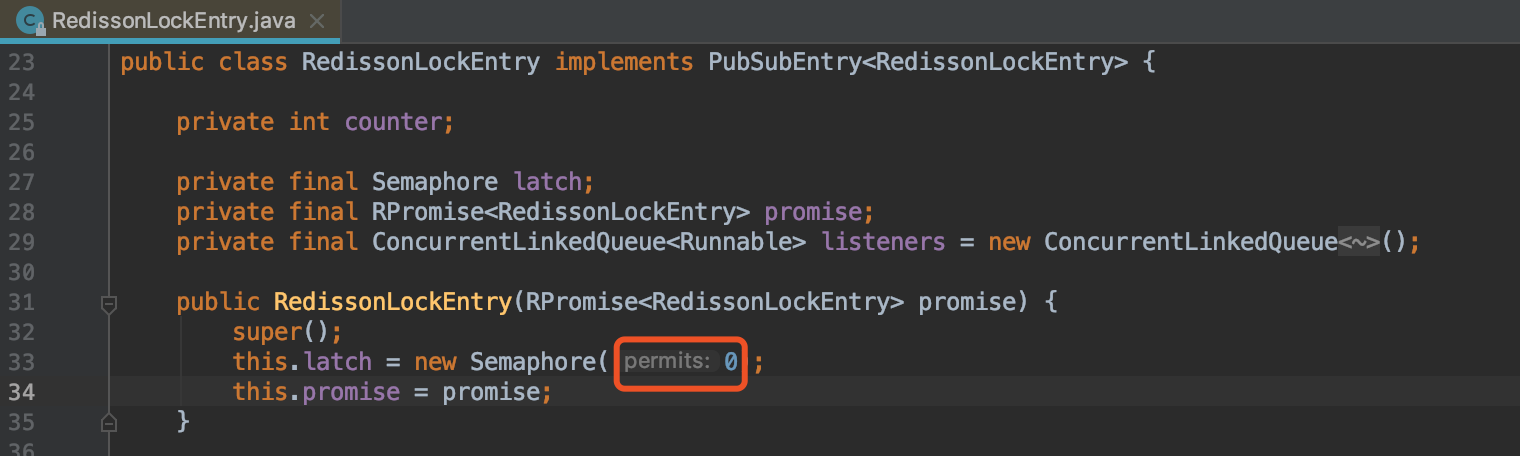 RedissonLockEntry.java
23 public class RedissonLockEntry implements PubSubEntry<RedissonLockEntry> {
24
25 private int counter;
26
27 private final Semaphore latch;
28 private final RPromise<RedissonLockEntry> promise;
29 private final ConcurrentLinkedQueue<Runnable> listeners = new ConcurrentLinkedQueue<~>();
30
31 public RedissonLockEntry(RPromise<RedissonLockEntry> promise) {
32 super();
33 this.latch = new Semaphore( permits: 0 ;
34 this.promise = promise;
35 }
36